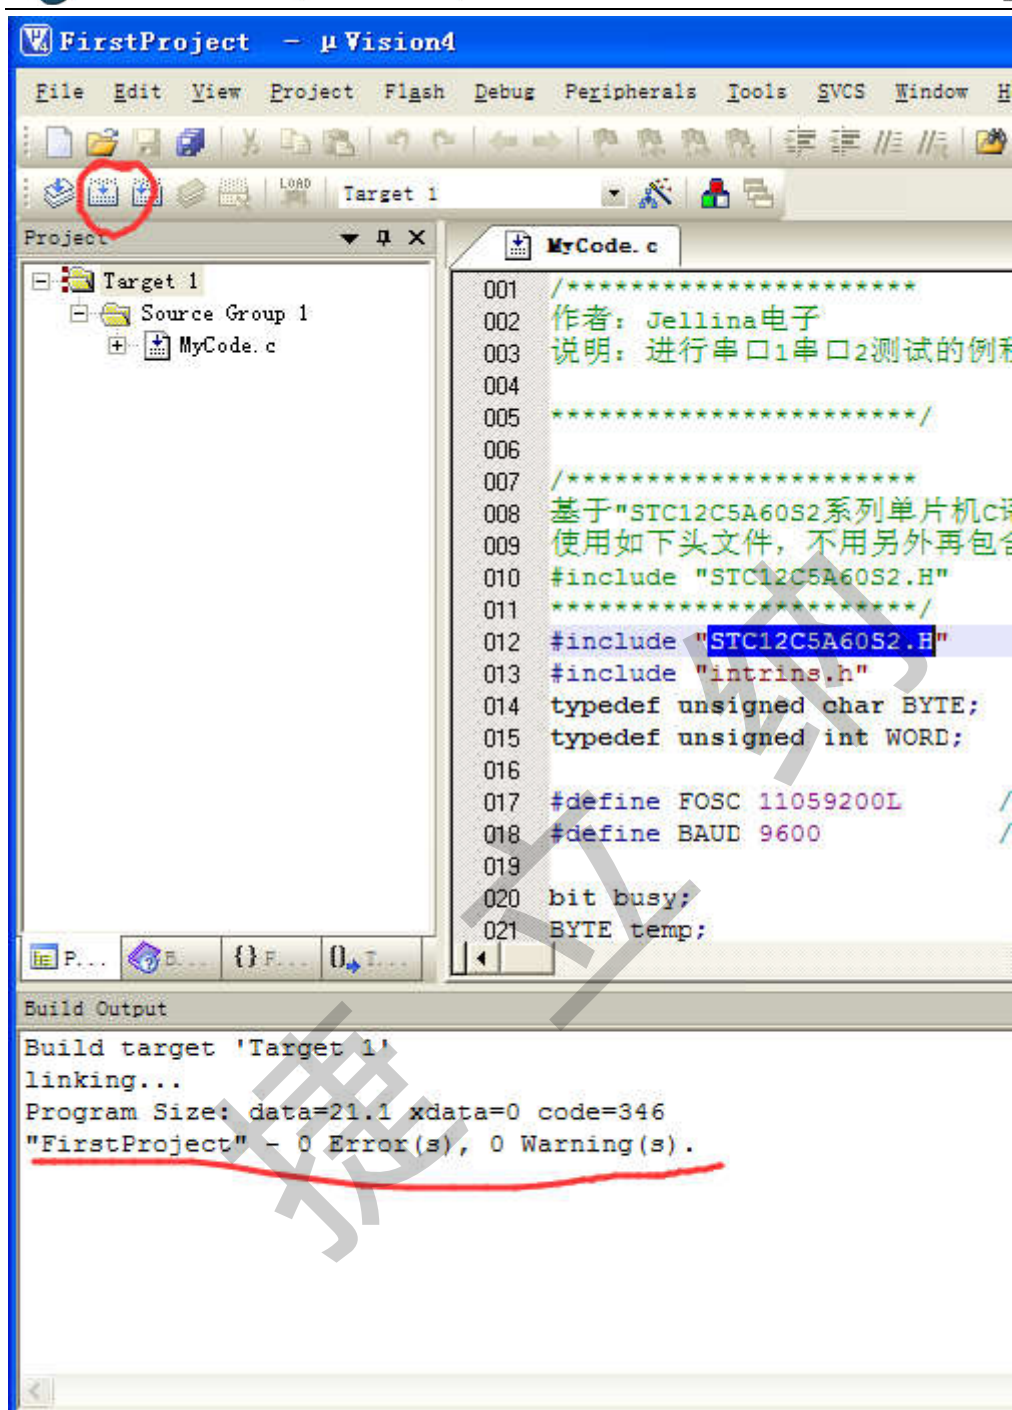 FirstProject - μVision4
File Edit View Project Flash Debug Peripherals Tools SVCS Window H
LOAD Target 1
Project
MyCode.c
Target 1
Source Group 1
MyCode.c
001 /***********************
002 作者：Jellina电子
003 说明：进行串口1串口2测试的例
004
005 ***********************/
006
007 /***********************
008 基于"STC12C5A60S2系列单片机C
009 使用如下头文件，不用另外再包
010 #include "STC12C5A60S2.H"
011 ***********************/
012 #include "STC12C5A60S2.H"
013 #include "intrins.h"
014 typedef unsigned char BYTE;
015 typedef unsigned int WORD;
016
017 #define FOSC 11059200L /
018 #define BAUD 9600 /
019
020 bit busy;
021 BYTE temp;
P... B... {} F... 0 T...
Build Output
Build target 'Target 1'
linking...
Program Size: data=21.1 xdata=0 code=346
"FirstProject" - 0 Error(s), 0 Warning(s).
捷立纳